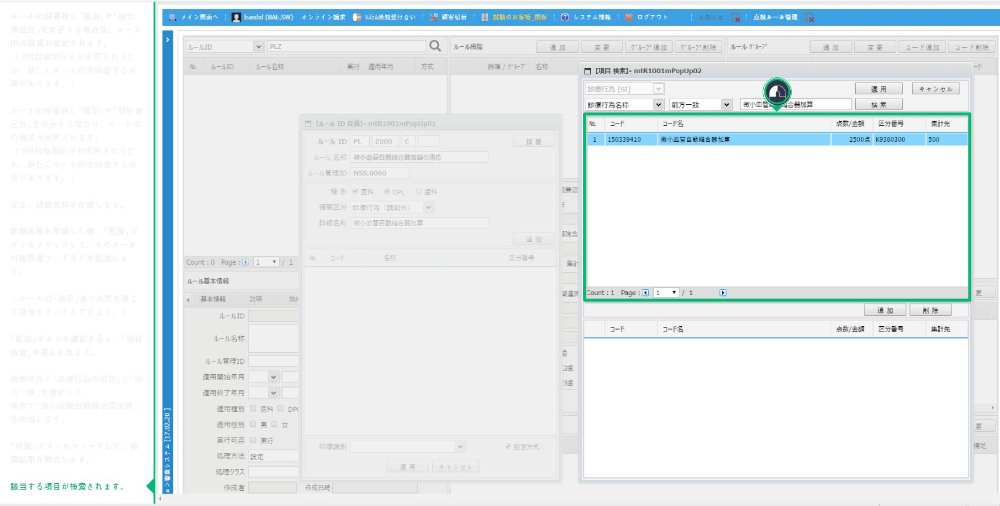 ルールID採番後に「種別」や「報告
書区分」を変更する場合は、ルール
IDの構成が変更されます。
（3回目種別区分が変更されるた
め、新たにルールIDを採番する必
要があります。）
ルールID採番後に「種別」や「報告書
区分」を変更する場合は、ルールID
の構成が変更されます。
（3回目種別区分が変更されるた
め、新たにルールIDを採番する必
要があります。）
次は、詳細名称を作成します。
詳細名称を作成した後、「追加」ボ
タンをクリックして、そのルール
の報告書コードなどを追加しま
す。
（ルールID「適用」後の変更を通じ
て追加することもできます。）
「追加」ボタンを選択すると、「項目
検索」が表示されます。
検索条件に「診療行為の名称」と「前
方一致」を選択して、
検索で「微小血管自動縫合器加算」
を作成します。
「検索」ボタンをクリックして、検
索結果を照会します。
該当する項目が検索されます。
メイン画面へ baedol (BAE.SW) オンライン請求 ｼｽﾃﾑ通知受けない 顧客切替 試験のお客様_国保 システム情報 ログアウト お知らせ 点検ルール管理
ョン審査システム [17.02.20 ]
ルールID PLZ
No. ルールID ルール名称 実行 適用年月 方式
Count : 0 Page : 1 / 1
ルール基本情報
基本情報 説明
ルールID
ルール名称
ルール管理ID
適用開始年月
適用終了年月
適用種別 医科 DPC
適用性別 男 女
実行可否 実行
処理方法 設定
処理クラス
作成者 作成日時
ルール段階 追 加 変 更 ｸﾞﾙｰﾌﾟ追加 ｸﾞﾙｰﾌﾟ削除
段階 / ｸﾞﾙｰﾌﾟ 名称
ルール ｸﾞﾙｰﾌﾟ 追 加 変 更 コード追加 コード削除
【ルール ID 採番】- mtR1001mPopUp01
ルール ID PL Z000 C 採 番
ルール 名称 微小血管自動縫合器加算の適応
ルール管理ID NSS.0060
種 別 医科 DPC 歯科
摘要区分 診療行為（調剤外）
詳細名称 微小血管自動縫合器加算
追 加
No. コード 名称 区分番号
診療識別 設定方式
適 用 キャンセル
摘要区
集計
関連院
臼歯
臼歯
更
更
補足
【項目 検索】- mtR1001mPopUp02
診療行為 [SI] 適 用 キャンセル
診療行為名称 前方一致 微小血管 合器加算 検 索
No. コード コード名 点数/金額 区分番号 集計先
1 150339410 微小血管自動縫合器加算 2500点 K9360300 500
Count : 1 Page : 1 / 1
追 加 削 除
コード コード名 点数/金額 区分番号 集計先